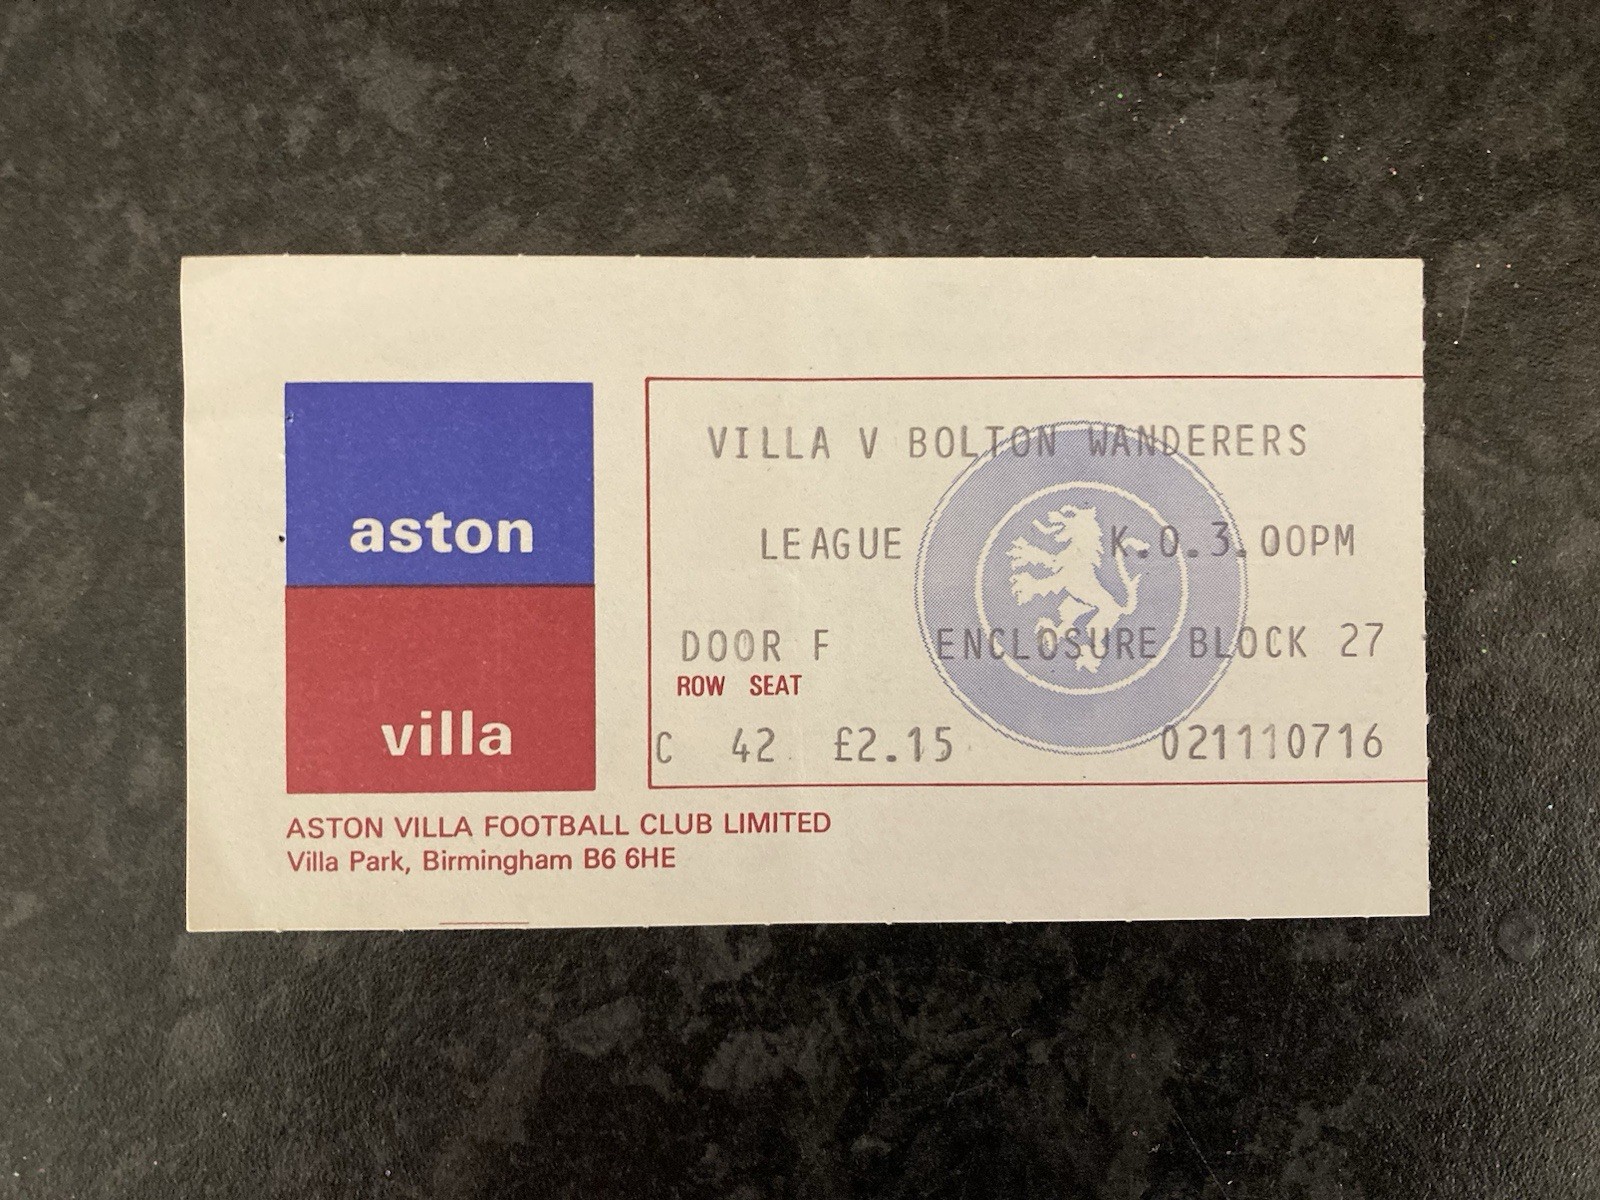 aston
villa
VILLA V BOLTON WANDERERS
LEAGUE K.O.3.00PM
DOOR F ENCLOSURE BLOCK 27
ROW SEAT
C 42 £2.15 021110716
ASTON VILLA FOOTBALL CLUB LIMITED
Villa Park, Birmingham B6 6HE